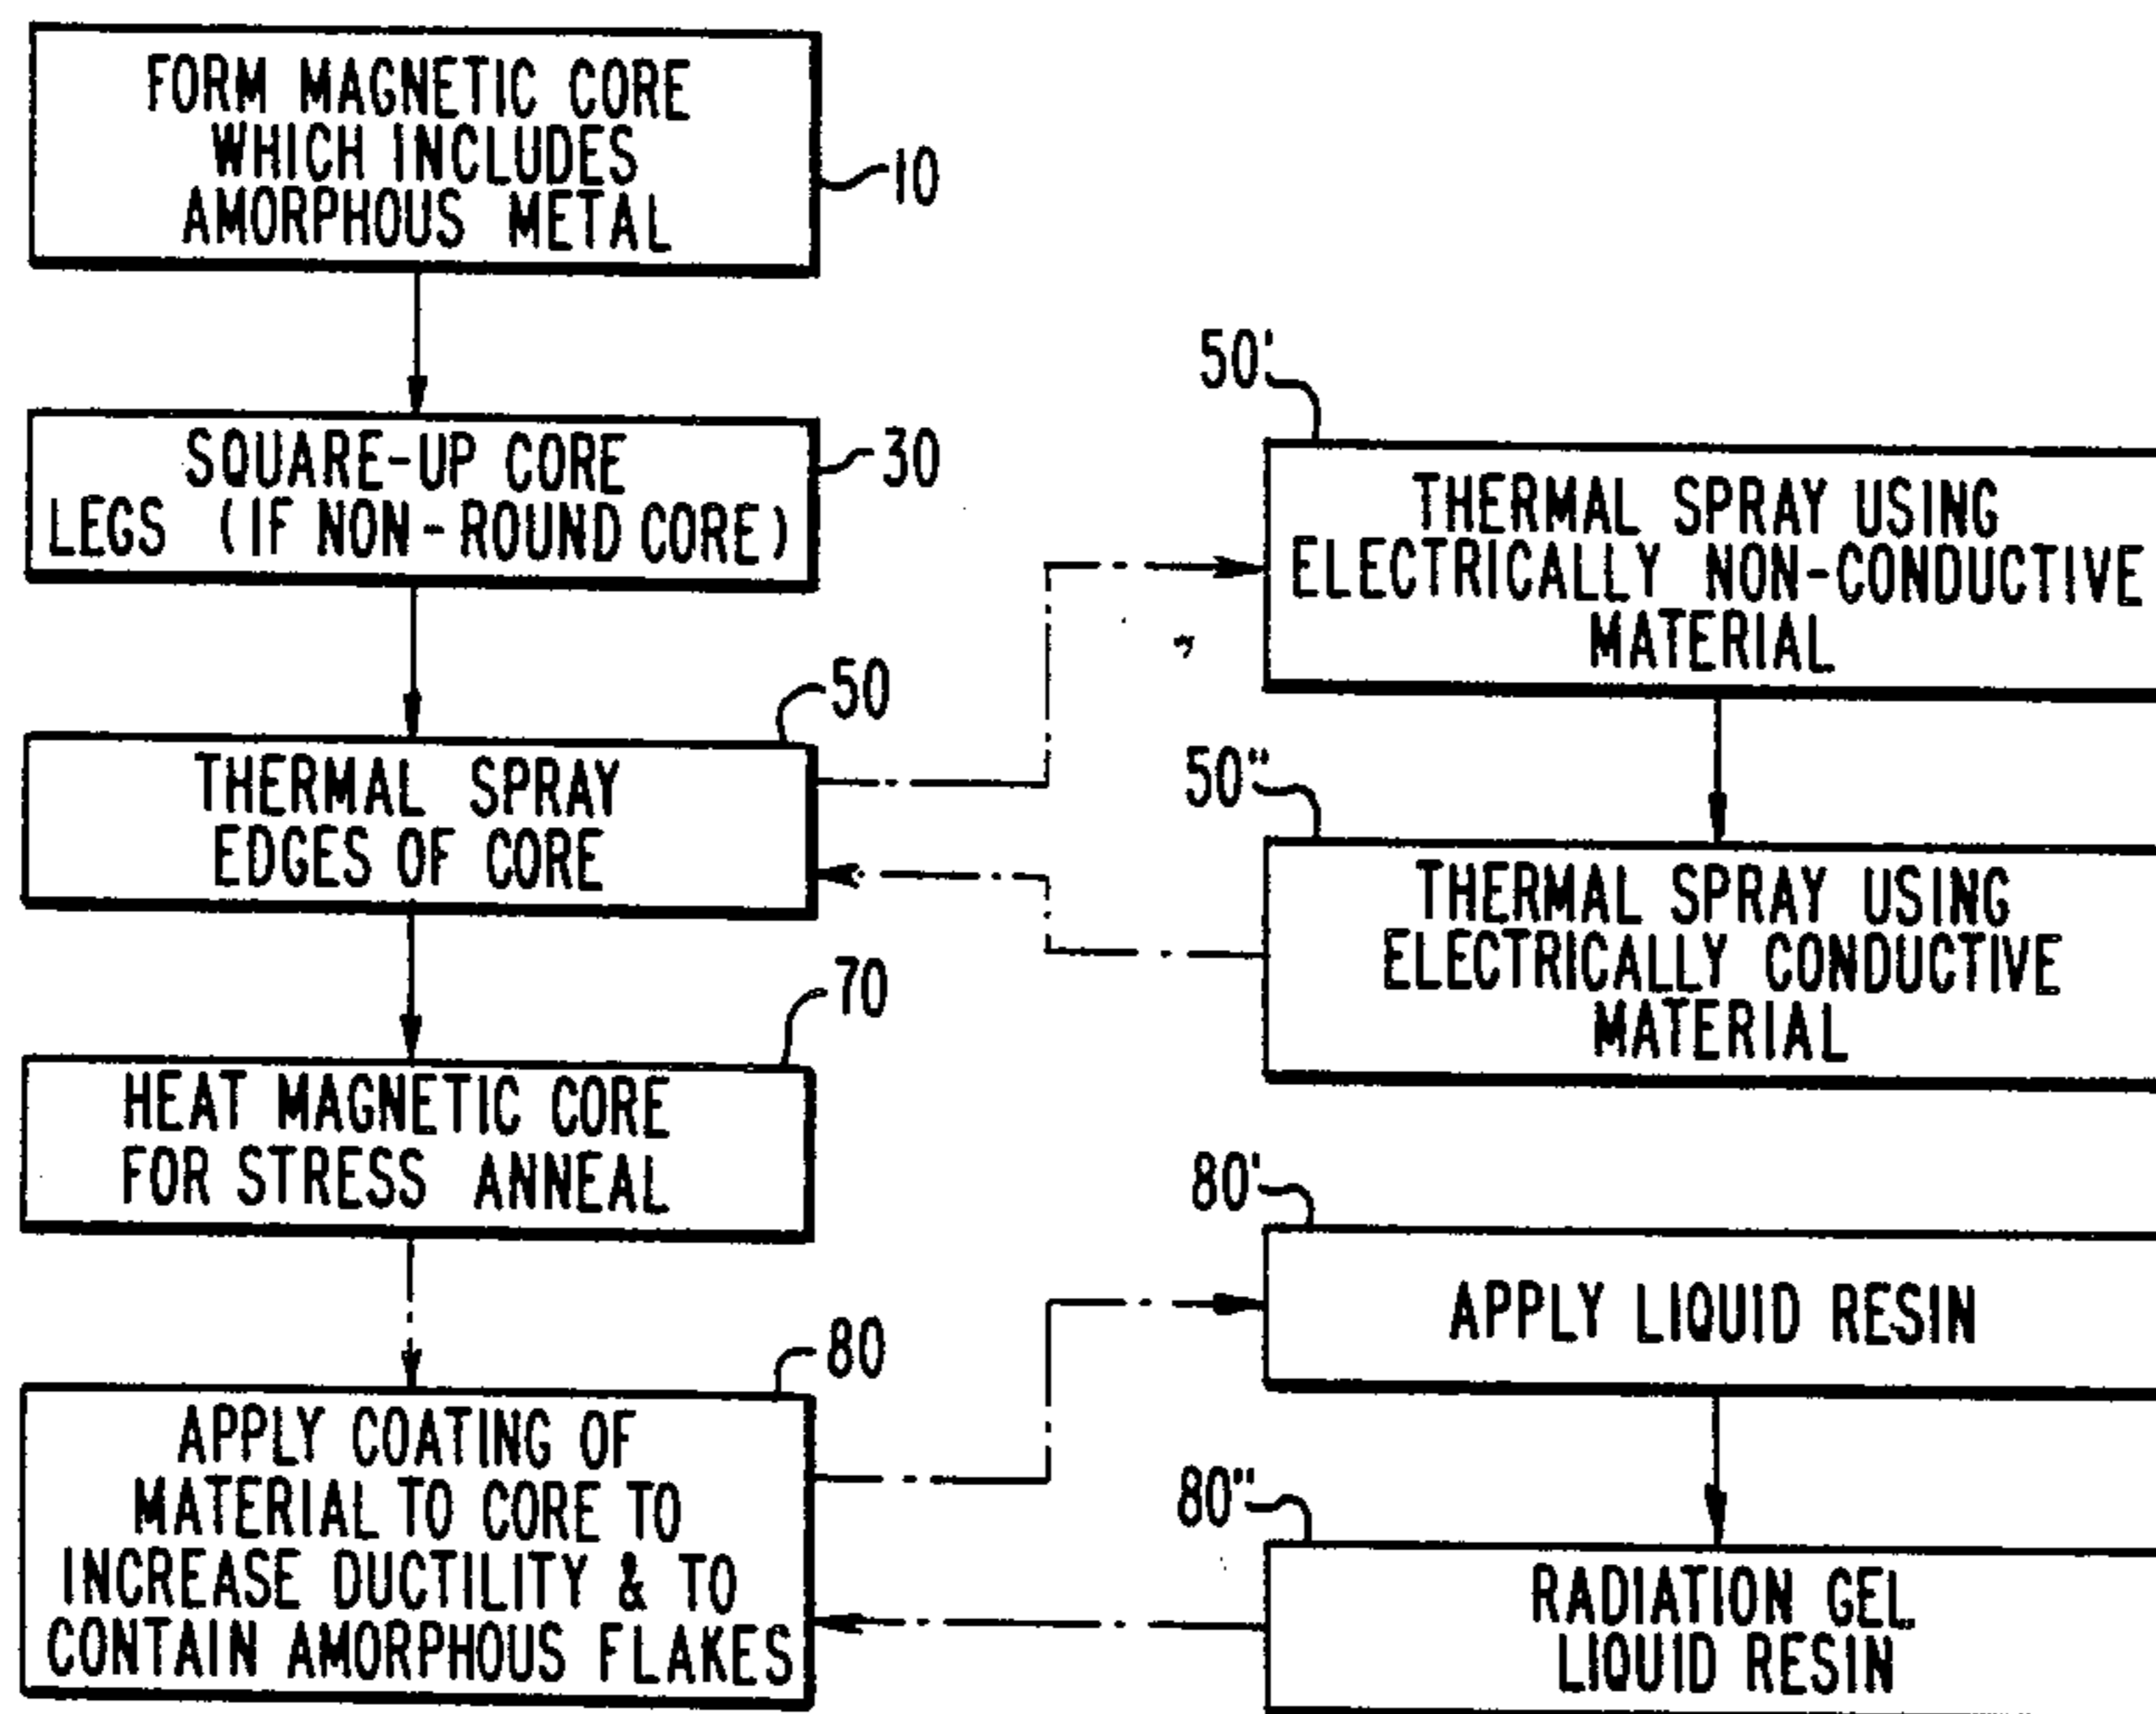 FORM MAGNETIC CORE
WHICH INCLUDES
AMORPHOUS METAL
10
SQUARE-UP CORE
LEGS (IF NON-ROUND CORE)
30
THERMAL SPRAY
EDGES OF CORE
50
HEAT MAGNETIC CORE
FOR STRESS ANNEAL
70
APPLY COATING OF
MATERIAL TO CORE TO
INCREASE DUCTILITY & TO
CONTAIN AMORPHOUS FLAKES
80
50'
THERMAL SPRAY USING
ELECTRICALLY NON-CONDUCTIVE
MATERIAL
50"
THERMAL SPRAY USING
ELECTRICALLY CONDUCTIVE
MATERIAL
80'
APPLY LIQUID RESIN
80"
RADIATION GEL
LIQUID RESIN